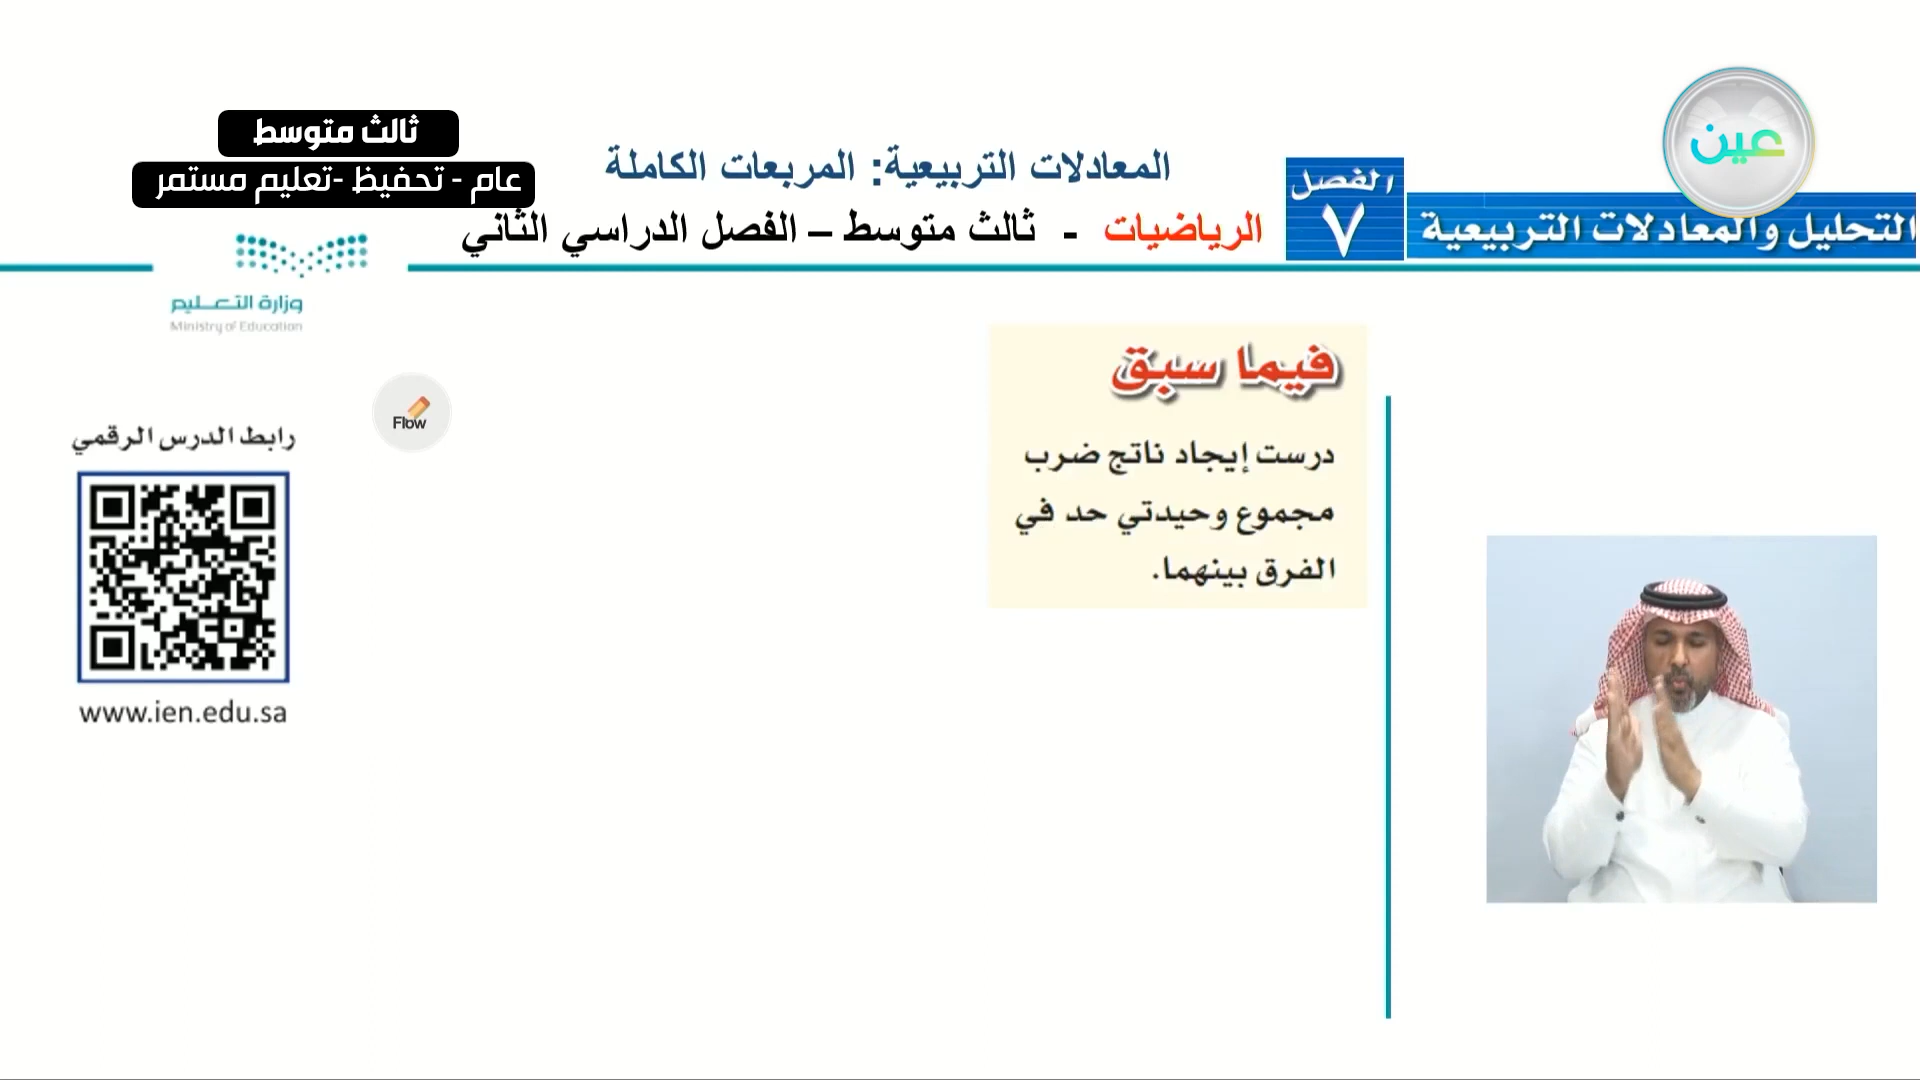 عين
ثالث متوسط
عام - تحفيظ -تعليم مستمر
المعادلات التربيعية: المربعات الكاملة
الفصل
٧
التحليل والمعادلات التربيعية
الرياضيات - ثالث متوسط – الفصل الدراسي الثاني
وزارة التعليم
Ministry of Education
فيما سبق
درست إيجاد ناتج ضرب
مجموع وحيدتي حد في
الفرق بينهما.
Flow
رابط الدرس الرقمي
www.ien.edu.sa